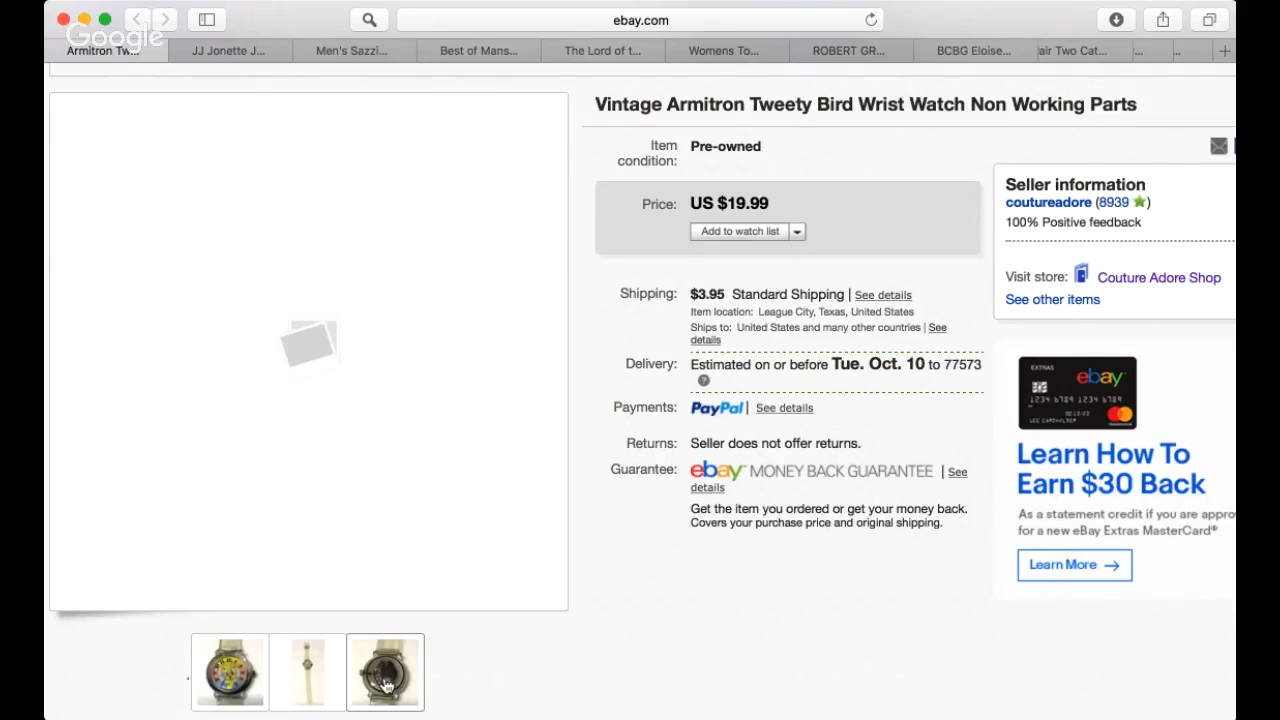 ebay.com
Google
Armitron Tw...
JJ Jonette J...
Men's Sazzi...
Best of Mans...
The Lord of t...
Womens To...
ROBERT GR...
BCBG Eloise...
air Two Cat...
...
...
Vintage Armitron Tweety Bird Wrist Watch Non Working Parts
Item condition: Pre-owned
Price: US $19.99
Add to watch list
Shipping: $3.95 Standard Shipping | See details
Item location: League City, Texas, United States
Ships to: United States and many other countries | See
details
Delivery: Estimated on or before Tue. Oct. 10 to 77573
Payments: PayPal | See details
Returns: Seller does not offer returns.
Guarantee: ebay MONEY BACK GUARANTEE | See
details
Get the item you ordered or get your money back.
Covers your purchase price and original shipping.
Seller information
coutureadore (8939 )
100% Positive feedback
Visit store: Couture Adore Shop
See other items
EXTRAS
ebay
1234 6789 1234 6789
LEE CARDHOLDER
Learn How To
Earn $30 Back
As a statement credit if you are appro
for a new eBay Extras MasterCard®
Learn More →